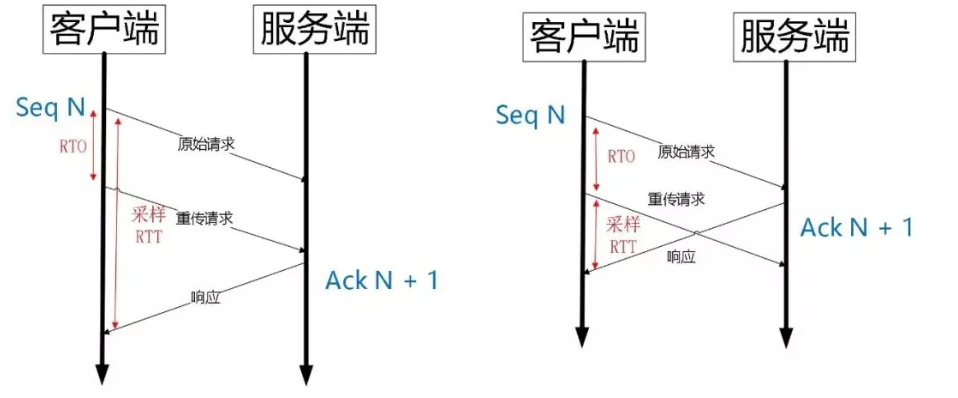 客户端
服务端
Seq N
RTO
原始请求
重传请求
采样
RTT
Ack N + 1
响应
客户端
服务端
Seq N
RTO
原始请求
重传请求
采样
RTT
Ack N + 1
响应